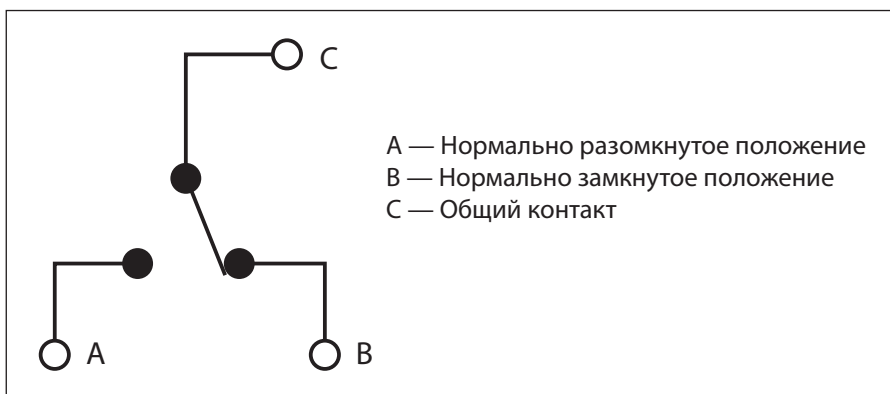 C
A — Нормально разомкнутое положение
B — Нормально замкнутое положение
C — Общий контакт
A
B